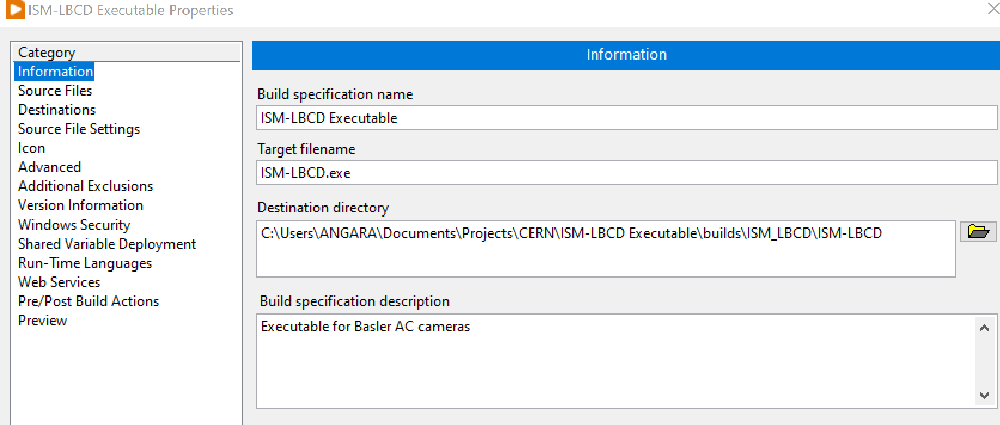 ISM-LBCD Executable Properties
Category
Information
Source Files
Destinations
Source File Settings
Icon
Advanced
Additional Exclusions
Version Information
Windows Security
Shared Variable Deployment
Run-Time Languages
Web Services
Pre/Post Build Actions
Preview
Information
Build specification name
ISM-LBCD Executable
Target filename
ISM-LBCD.exe
Destination directory
C:\Users\ANGARA\Documents\Projects\CERN\ISM-LBCD Executable\builds\ISM_LBCD\ISM-LBCD
Build specification description
Executable for Basler AC cameras